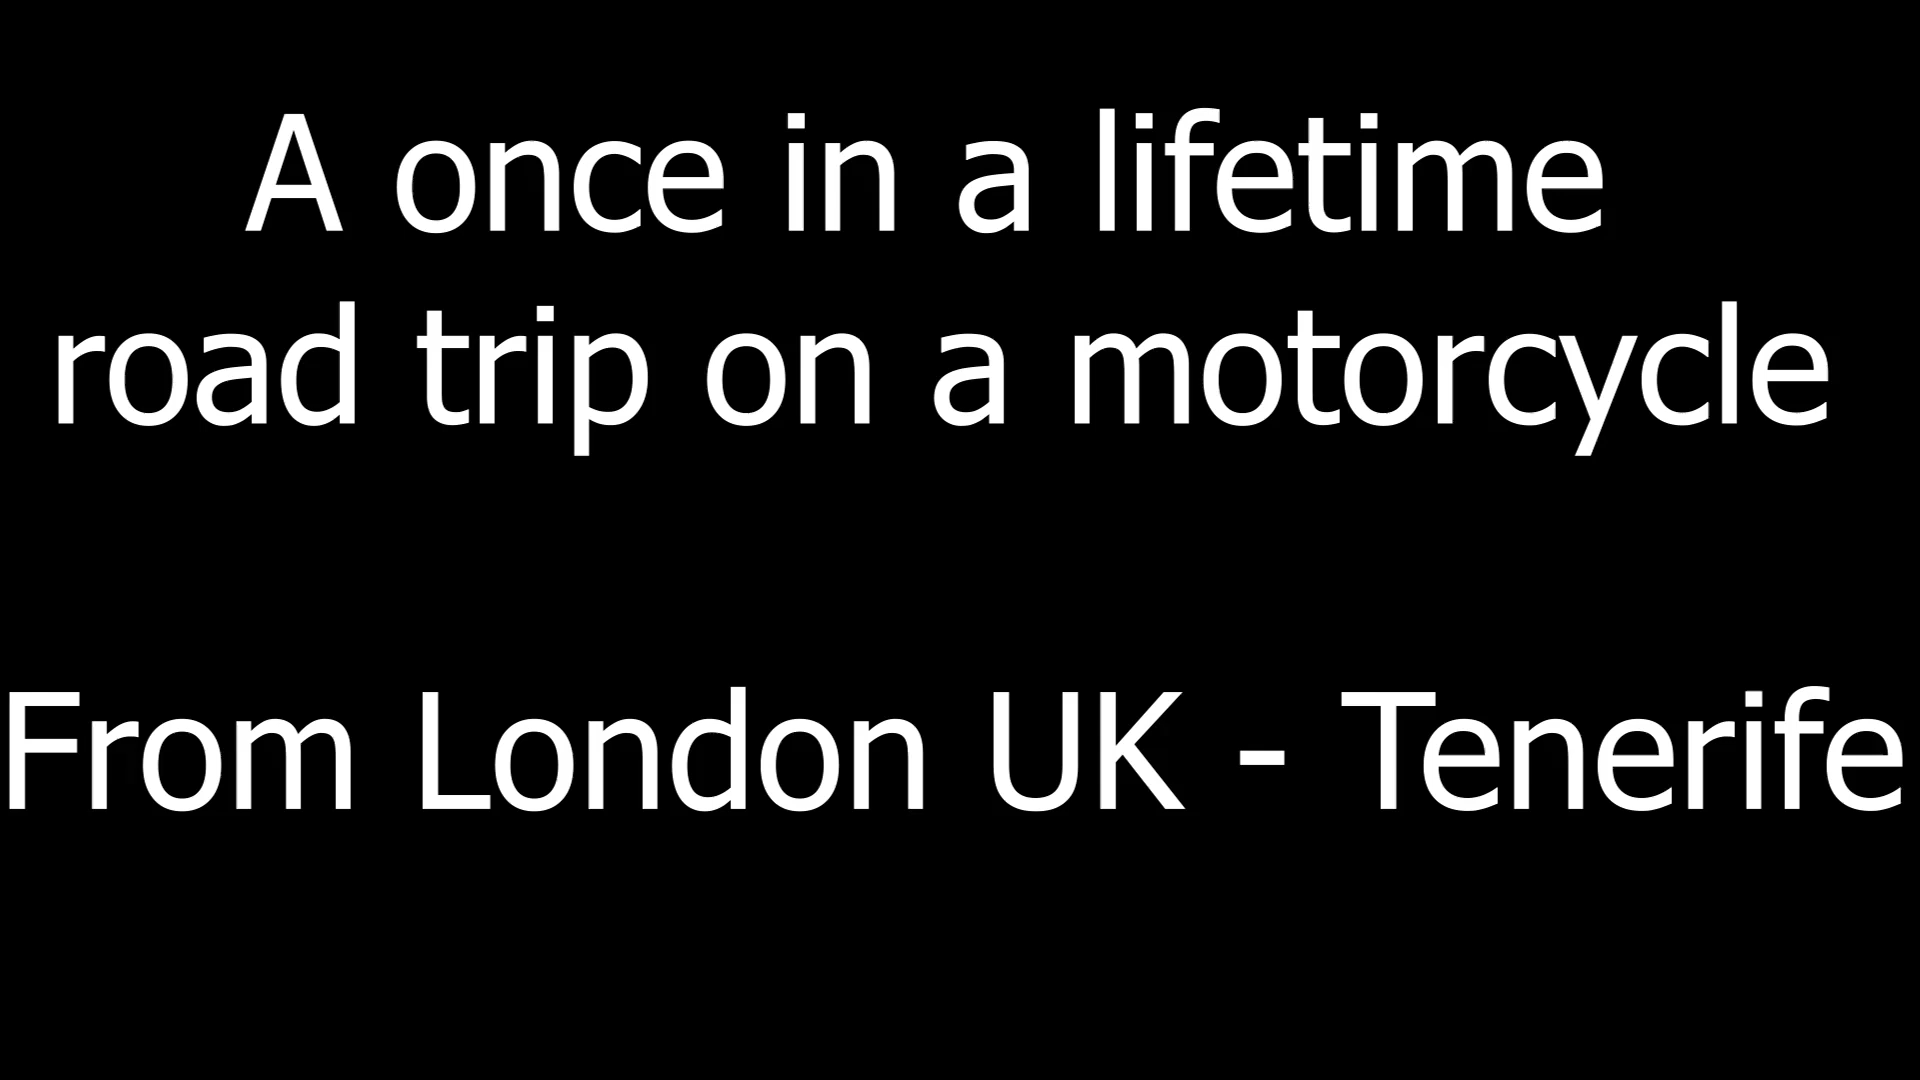 A once in a lifetime
road trip on a motorcycle
From London UK - Tenerife